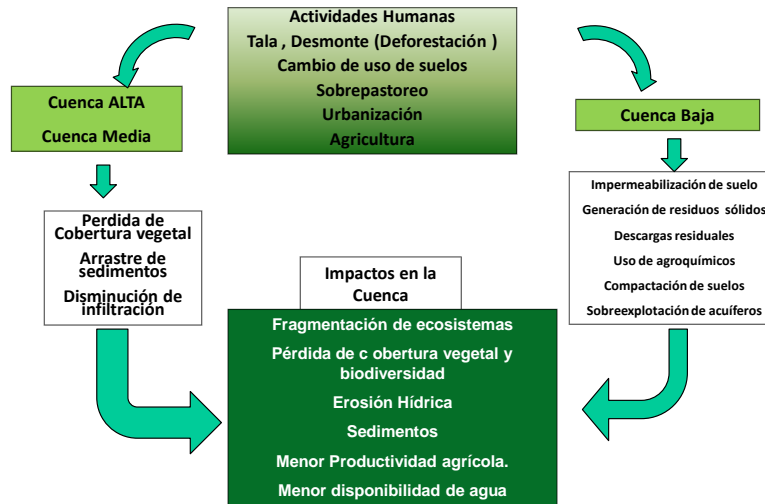 Actividades Humanas
Tala , Desmonte (Deforestación )
Cambio de uso de suelos
Sobrepastoreo
Urbanización
Agricultura
Cuenca ALTA
Cuenca Media
Cuenca Baja
Perdida de
Cobertura vegetal
Arrastre de
sedimentos
Disminución de
infiltración
Impermeabilización de suelo
Generación de residuos sólidos
Descargas residuales
Uso de agroquímicos
Compactación de suelos
Sobreexplotación de acuíferos
Impactos en la
Cuenca
Fragmentación de ecosistemas
Pérdida de c obertura vegetal y
biodiversidad
Erosión Hídrica
Sedimentos
Menor Productividad agrícola.
Menor disponibilidad de agua